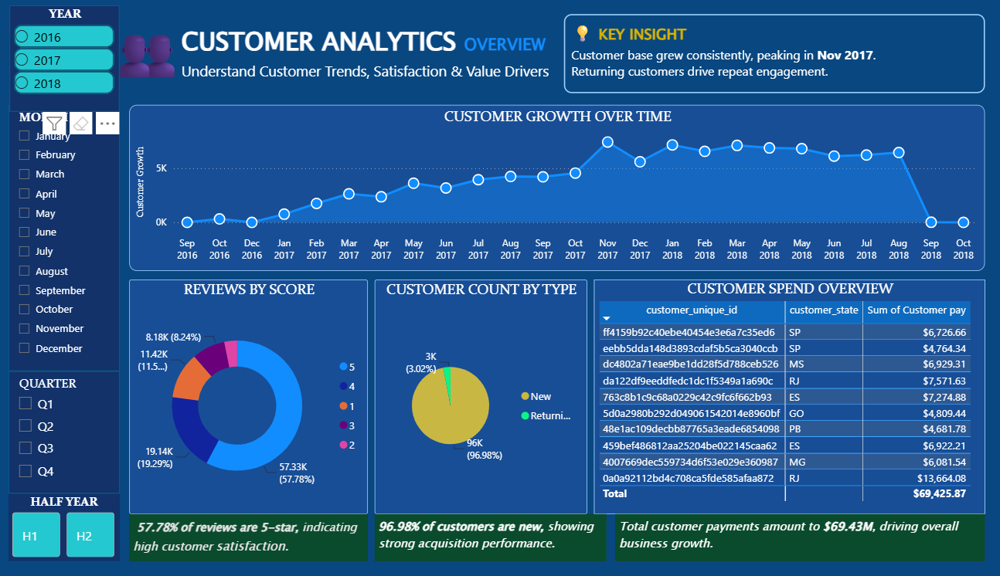 YEAR
2016
2017
2018
CUSTOMER ANALYTICS OVERVIEW
Understand Customer Trends, Satisfaction & Value Drivers
KEY INSIGHT
Customer base grew consistently, peaking in Nov 2017.
Returning customers drive repeat engagement.
January
February
March
April
May
June
July
August
September
October
November
December
QUARTER
Q1
Q2
Q3
Q4
HALF YEAR
H1
H2
CUSTOMER GROWTH OVER TIME
Customer Growth
5K
0K
Sep Oct Dec Jan Feb Mar Apr May Jun Jul Aug Sep Oct Nov Dec Jan Feb Mar Apr May Jun Jul Aug Sep Oct
2016 2016 2016 2017 2017 2017 2017 2017 2017 2017 2017 2017 2017 2017 2017 2018 2018 2018 2018 2018 2018 2018 2018 2018 2018
REVIEWS BY SCORE
8.18K (8.24%)
11.42K
(11.5...)
19.14K
(19.29%)
57.33K
(57.78%)
5
4
1
3
2
57.78% of reviews are 5-star, indicating
high customer satisfaction.
CUSTOMER COUNT BY TYPE
3K
(3.02%)
96K
(96.98%)
New
Returni...
96.98% of customers are new, showing
strong acquisition performance.
CUSTOMER SPEND OVERVIEW
customer_unique_id customer_state Sum of Customer pay
ff4159b92c40ebe40454e3e6a7c35ed6 SP $6,726.66
eebb5dda148d3893cdaf5b5ca3040ccb SP $4,764.34
dc4802a71eae9be1dd28f5d788ceb526 MS $6,929.31
da122df9eeddfedc1dc1f5349a1a690c RJ $7,571.63
763c8b1c9c68a0229c42c9fc6f662b93 ES $7,274.88
5d0a2980b292d049061542014e8960bf GO $4,809.44
48e1ac109decbb87765a3eade6854098 PB $4,681.78
459bef486812aa25204be022145caa62 ES $6,922.21
4007669dec559734d6f53e029e360987 MG $6,081.54
0a0a92112bd4c708ca5fde585afaa872 RJ $13,664.08
Total $69,425.87
Total customer payments amount to $69.43M, driving overall
business growth.